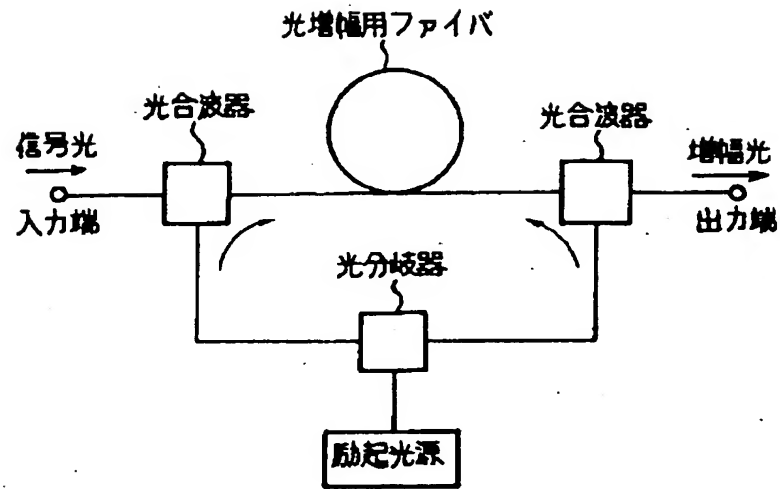 光増幅用ファイバ
光合波器
光合波器
信号光
増幅光
入力端
出力端
光分岐器
励起光源